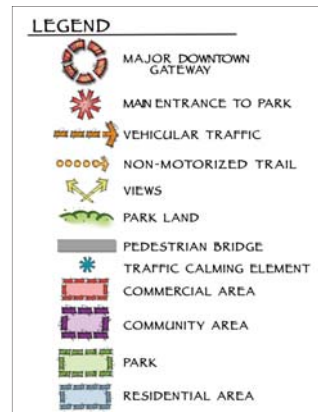 LEGEND
MAJOR DOWNTOWN
GATEWAY
MAIN ENTRANCE TO PARK
VEHICULAR TRAFFIC
NON-MOTORIZED TRAIL
VIEWS
PARK LAND
PEDESTRIAN BRIDGE
TRAFFIC CALMING ELEMENT
COMMERCIAL AREA
COMMUNITY AREA
PARK
RESIDENTIAL AREA